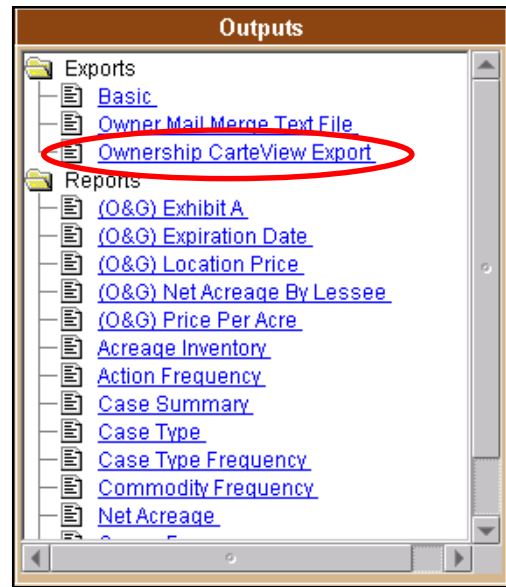 Outputs
Exports
Basic
Owner Mail Merge Text File
Ownership CarteView Export
Reports
(O&G) Exhibit A
(O&G) Expiration Date
(O&G) Location Price
(O&G) Net Acreage By Lessee
(O&G) Price Per Acre
Acreage Inventory
Action Frequency
Case Summary
Case Type
Case Type Frequency
Commodity Frequency
Net Acreage